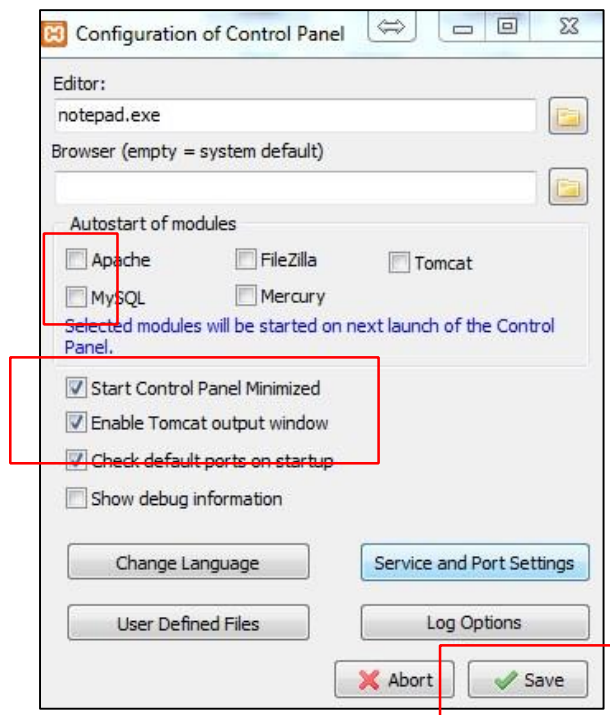 Configuration of Control Panel
Editor:
notepad.exe
Browser (empty = system default)
Autostart of modules
Apache FileZilla Tomcat
MySQL Mercury
Selected modules will be started on next launch of the Control
Panel.
Start Control Panel Minimized
Enable Tomcat output window
Check default ports on startup
Show debug information
Change Language Service and Port Settings
User Defined Files Log Options
Abort Save